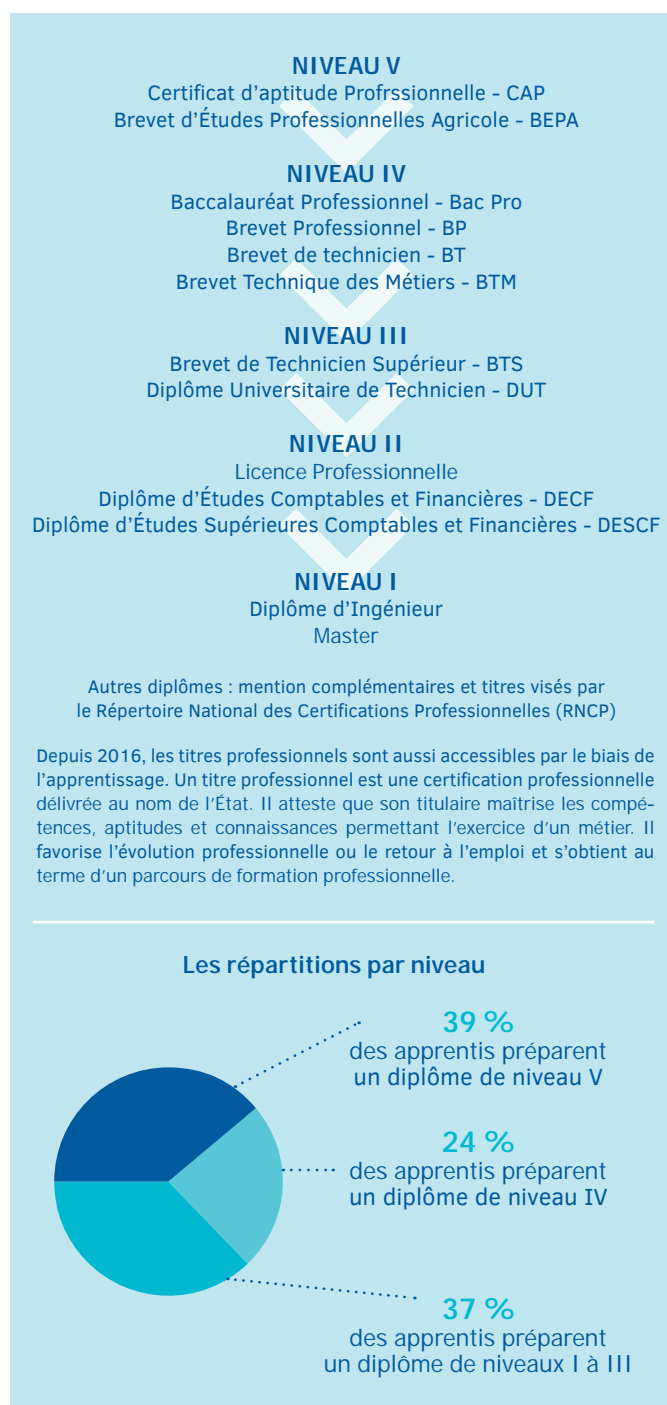 NIVEAU V
Certificat d'aptitude Profrssionnelle - CAP
Brevet d'Études Professionnelles Agricole - BEPA
NIVEAU IV
Baccalauréat Professionnel - Bac Pro
Brevet Professionnel - BP
Brevet de technicien - BT
Brevet Technique des Métiers - BTM
NIVEAU III
Brevet de Technicien Supérieur - BTS
Diplôme Universitaire de Technicien - DUT
NIVEAU II
Licence Professionnelle
Diplôme d'Études Comptables et Financières - DECF
Diplôme d'Études Supérieures Comptables et Financières - DESCF
NIVEAU I
Diplôme d'Ingénieur
Master
Autres diplômes : mention complémentaires et titres visés par
le Répertoire National des Certifications Professionnelles (RNCP)
Depuis 2016, les titres professionnels sont aussi accessibles par le biais de
l'apprentissage. Un titre professionnel est une certification professionnelle
délivrée au nom de l'État. Il atteste que son titulaire maîtrise les compé-
tences, aptitudes et connaissances permettant l'exercice d'un métier. Il
favorise l'évolution professionnelle ou le retour à l'emploi et s'obtient au
terme d'un parcours de formation professionnelle.
Les répartitions par niveau
39 %
des apprentis préparent
un diplôme de niveau V
24 %
des apprentis préparent
un diplôme de niveau IV
37 %
des apprentis préparent
un diplôme de niveaux I à III